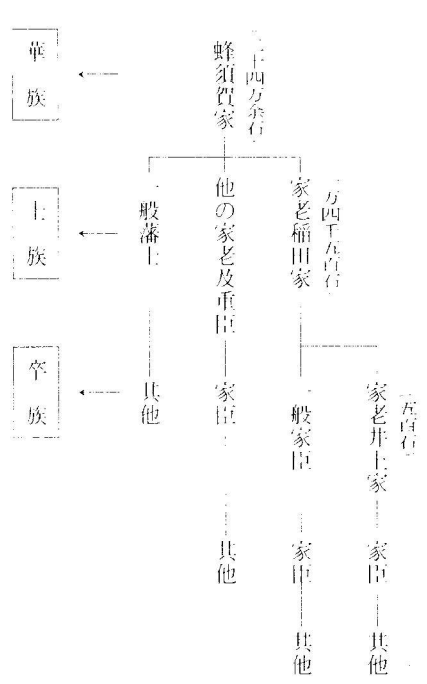 二十四万余石
蜂須賀家
一万四千五百石
家老稲田家
一五百石
家老井上家
家臣
其他
一般家臣
家臣
其他
他の家老及重臣
家臣
其他
一般藩士
其他
華族
士族
卒族